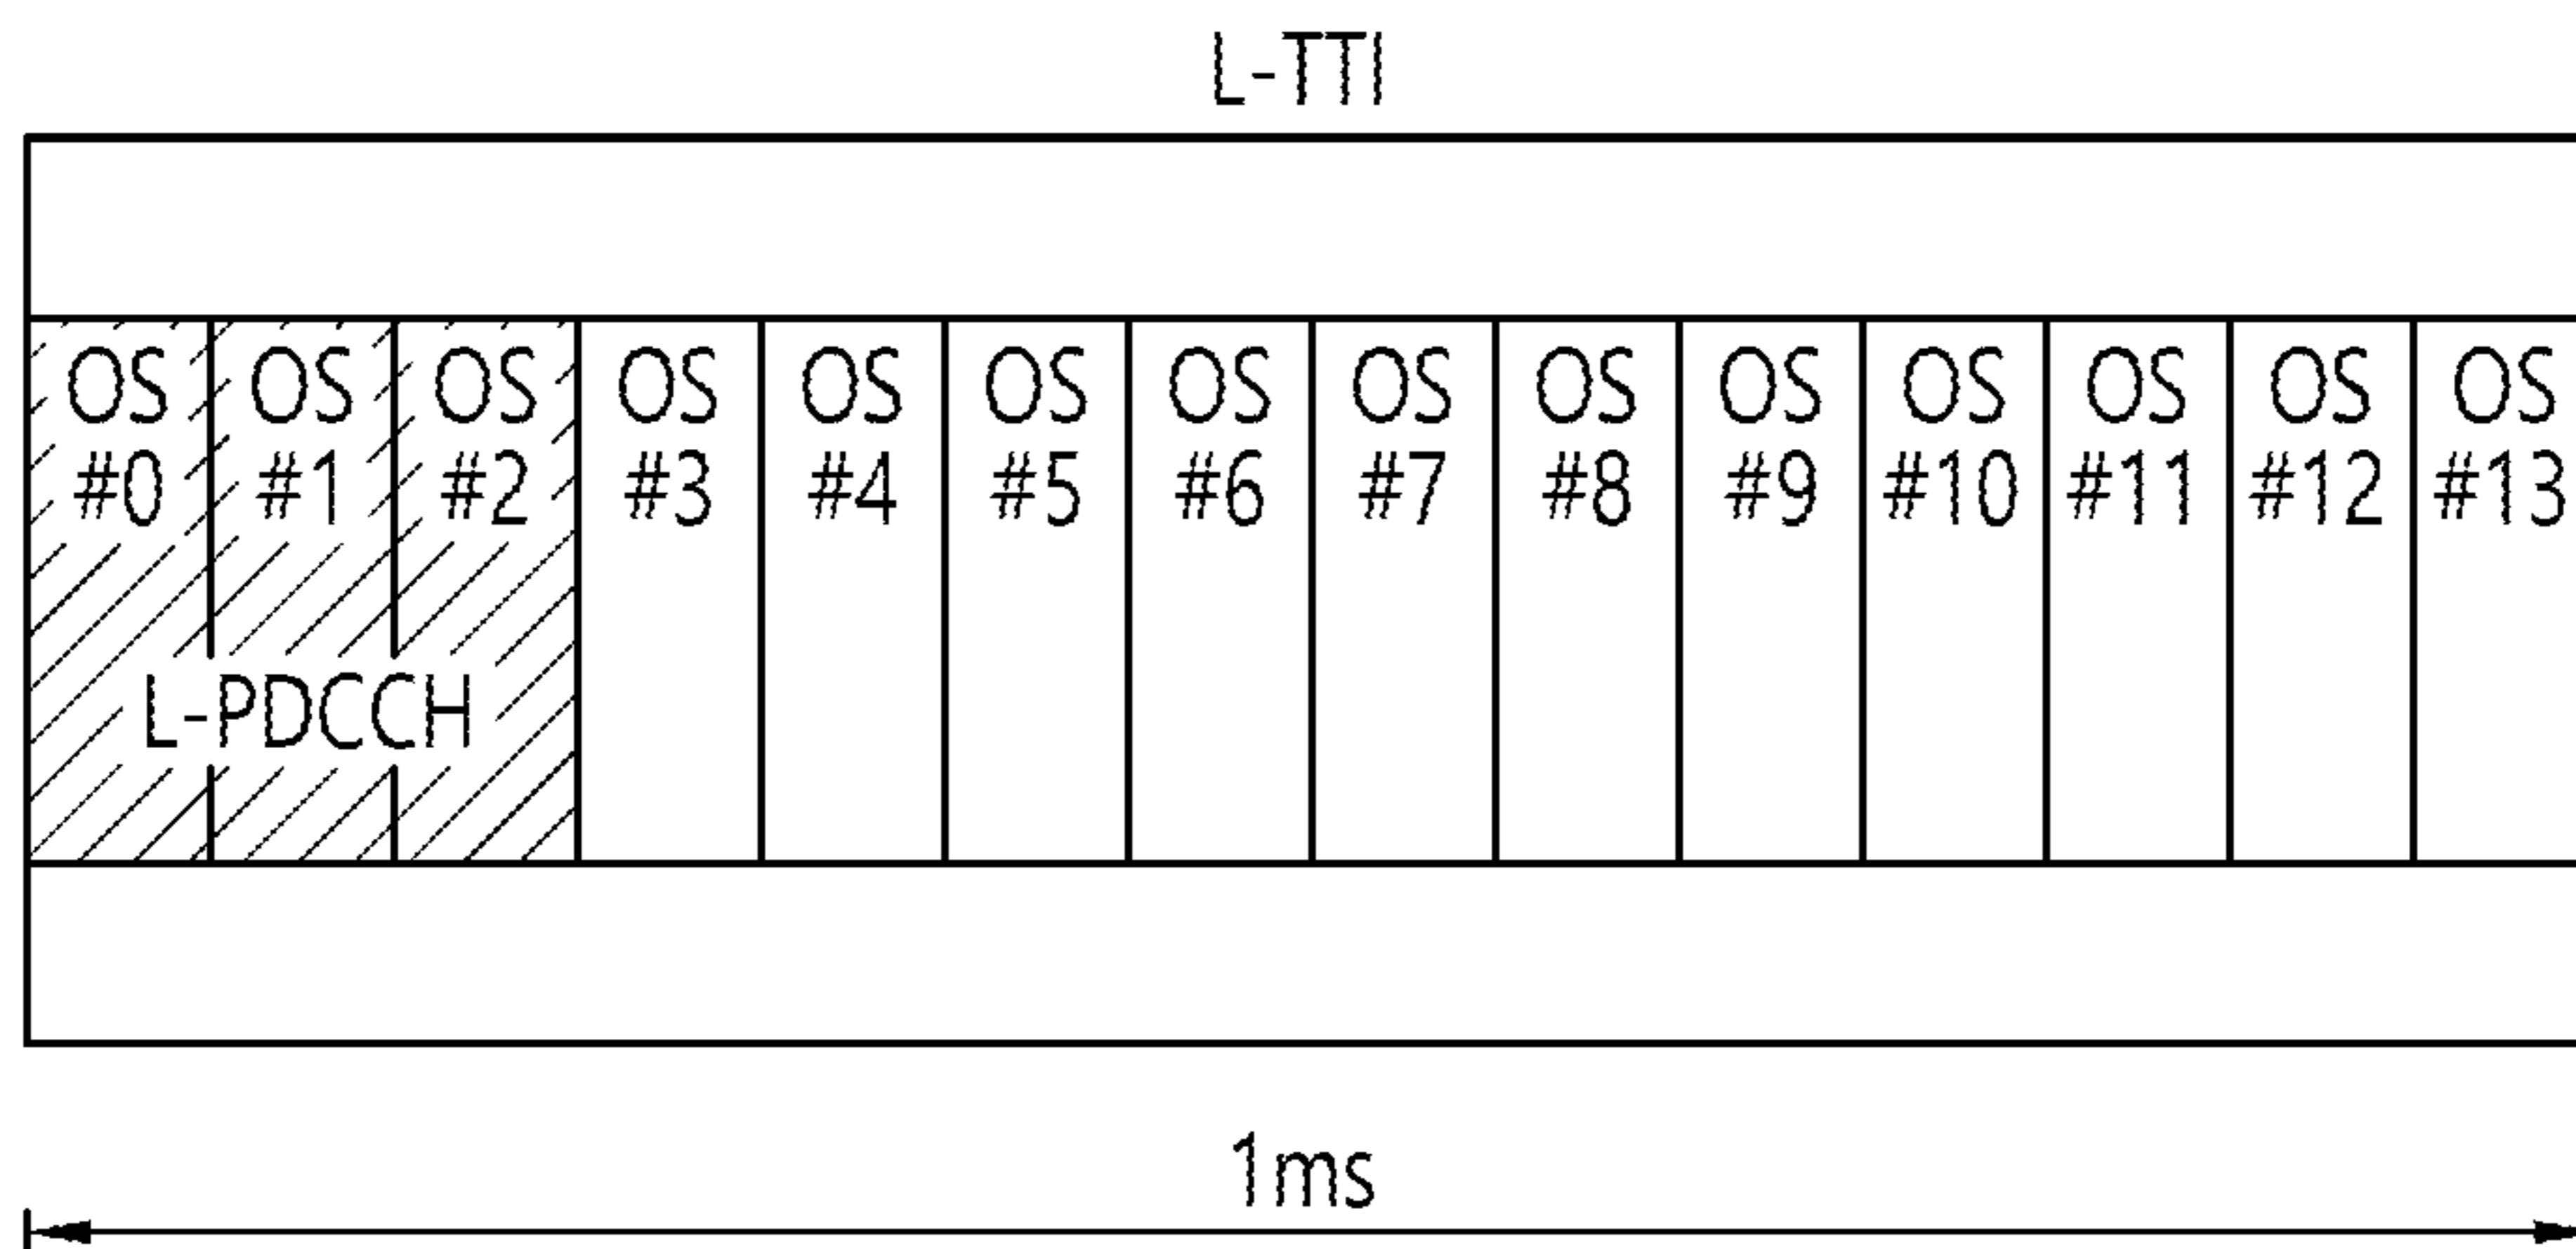 L-TTI
OS OS OS OS OS OS OS OS OS OS OS OS OS OS
#0 #1 #2 #3 #4 #5 #6 #7 #8 #9 #10 #11 #12 #13
L-PDCCH
1ms